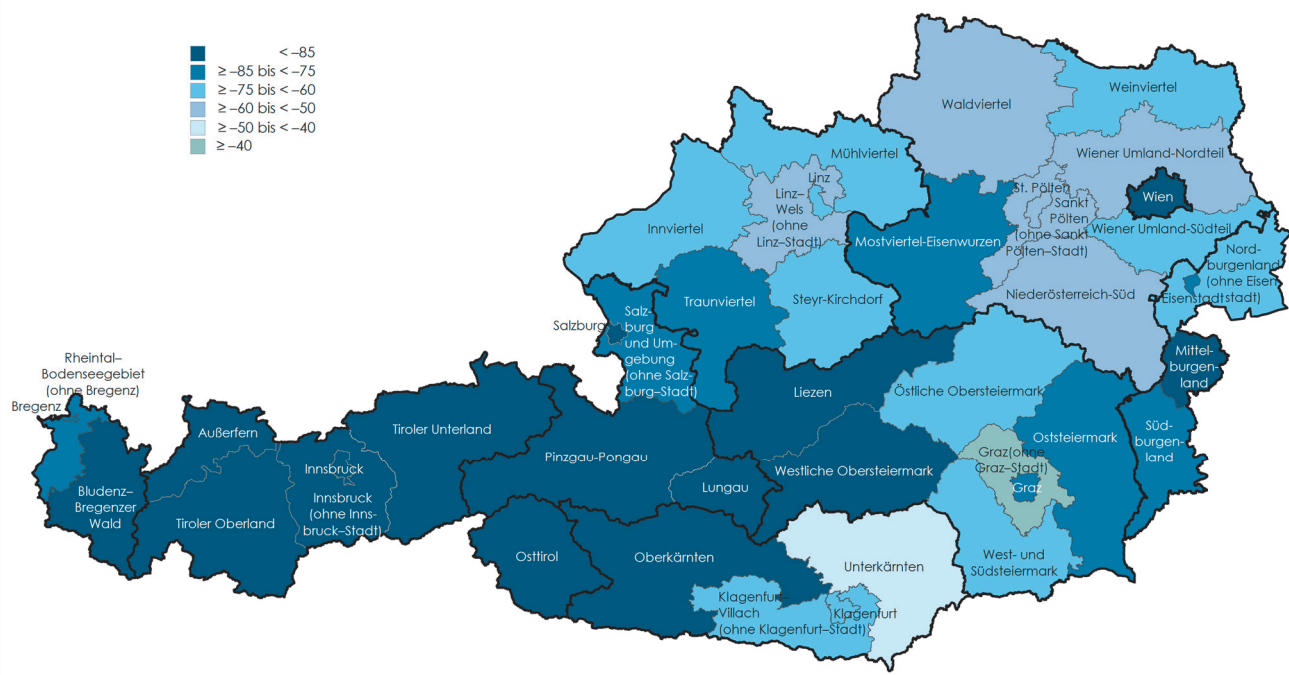 < –85
≥ –85 bis < –75
≥ –75 bis < –60
≥ –60 bis < –50
≥ –50 bis < –40
≥ –40
Waldviertel
Weinviertel
Mühlviertel
Wiener Umland-Nordteil
Linz
Linz–
Wels
(ohne
Linz–Stadt)
St. Pölten
Sankt
Pölten
(ohne Sankt
Pölten–Stadt)
Wien
Innviertel
Mostviertel-Eisenwurzen
Wiener Umland-Südteil
Nord-
burgenland
(ohne Eisen
stadt)
Eisenstadt
Traunviertel
Steyr-Kirchdorf
Niederösterreich-Süd
Salzburg
Salz-
burg
und Um-
gebung
(ohne Salz-
burg–Stadt)
Mittel-
burgen-
land
Rheintal–
Bodenseegebiet
(ohne Bregenz)
Bregenz
Liezen
Östliche Obersteiermark
Außerfern
Tiroler Unterland
Pinzgau-Pongau
Graz(ohne
Graz–Stadt)
Graz
Oststeiermark
Süd-
burgen-
land
Innsbruck
Innsbruck
(ohne Inns-
bruck–Stadt)
Westliche Obersteiermark
Lungau
Bludenz–
Bregenzer
Wald
Tiroler Oberland
Osttirol
Oberkärnten
Unterkärnten
West- und
Südsteiermark
Klagenfurt–
Villach
(ohne Klagenfurt–Stadt)
Klagenfurt